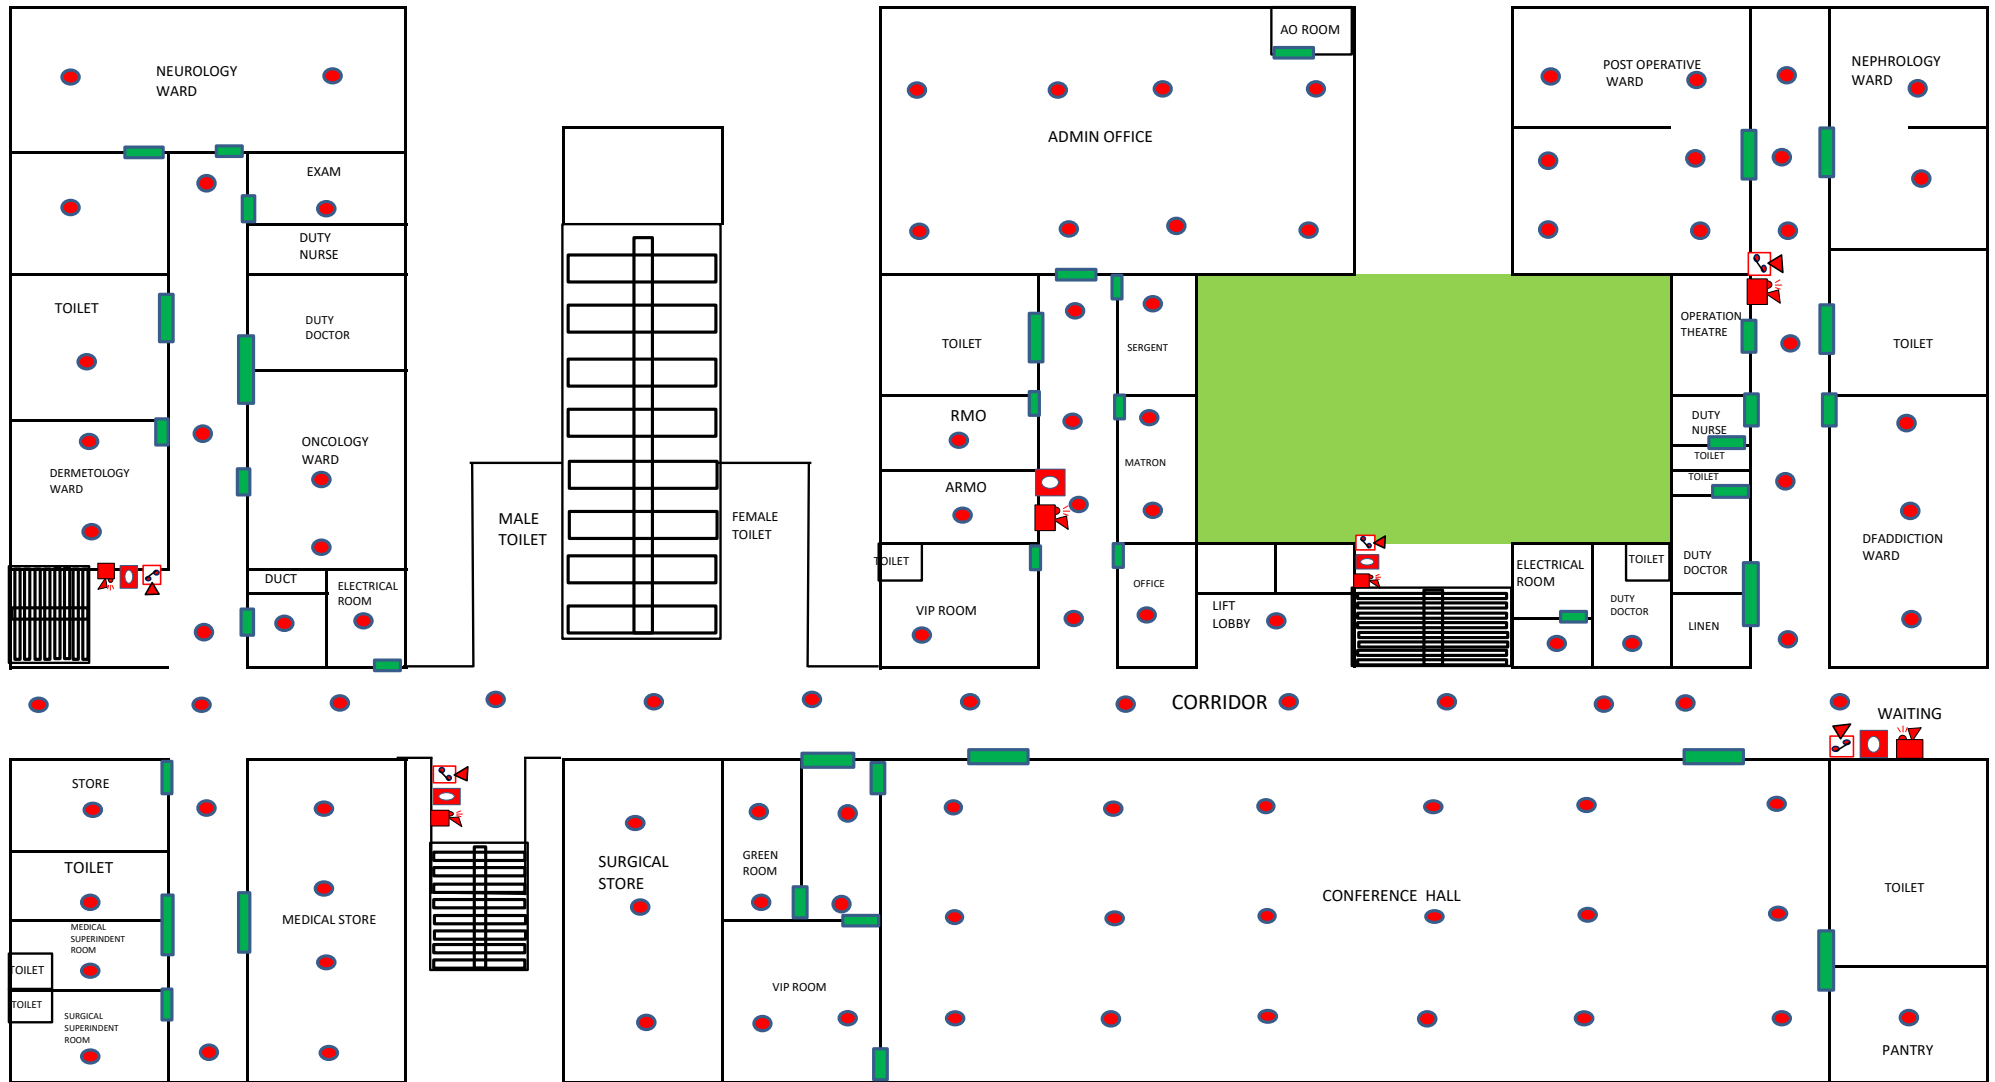 AO ROOM
NEUROLOGY
WARD
ADMIN OFFICE
POST OPERATIVE
WARD
NEPHROLOGY
WARD
EXAM
DUTY
NURSE
TOILET
DUTY
DOCTOR
DERMETOLOGY
WARD
ONCOLOGY
WARD
DUCT
ELECTRICAL
ROOM
MALE
TOILET
FEMALE
TOILET
TOILET
RMO
ARMO
TOILET
VIP ROOM
SERGENT
MATRON
OFFICE
LIFT
LOBBY
OPERATION
THEATRE
DUTY
NURSE
TOILET
TOILET
DUTY
DOCTOR
LINEN
ELECTRICAL
ROOM
TOILET
DUTY
DOCTOR
TOILET
DFADDICTION
WARD
CORRIDOR
WAITING
STORE
TOILET
MEDICAL
SUPERINDENT
ROOM
TOILET
TOILET
SURGICAL
SUPERINDENT
ROOM
MEDICAL STORE
SURGICAL
STORE
GREEN
ROOM
VIP ROOM
CONFERENCE HALL
TOILET
PANTRY